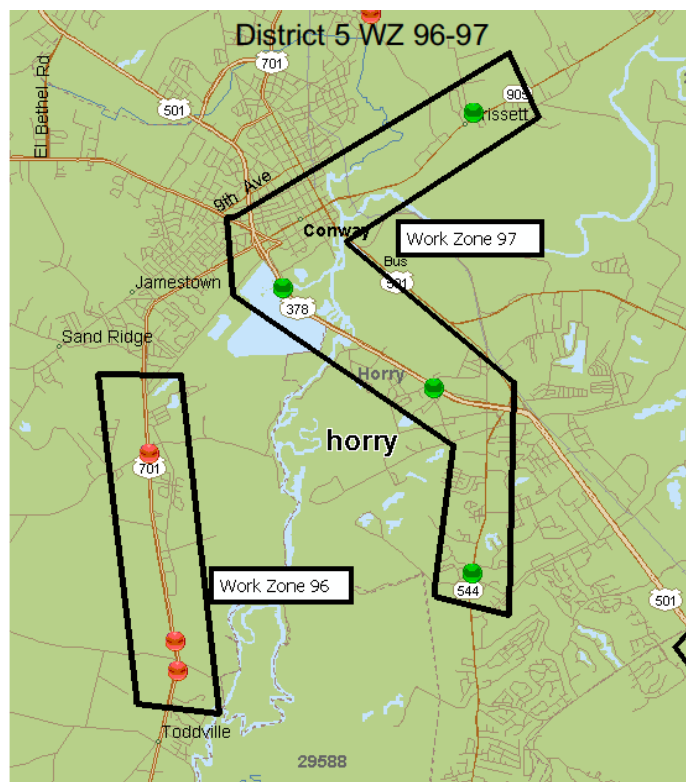 District 5 WZ 96-97
701
El Bethel Rd
501
905
rissett
9th Ave
Conway
Work Zone 97
Bus
501
Jamestown
378
Sand Ridge
Horry
horry
701
Work Zone 96
544
501
Toddville
29588